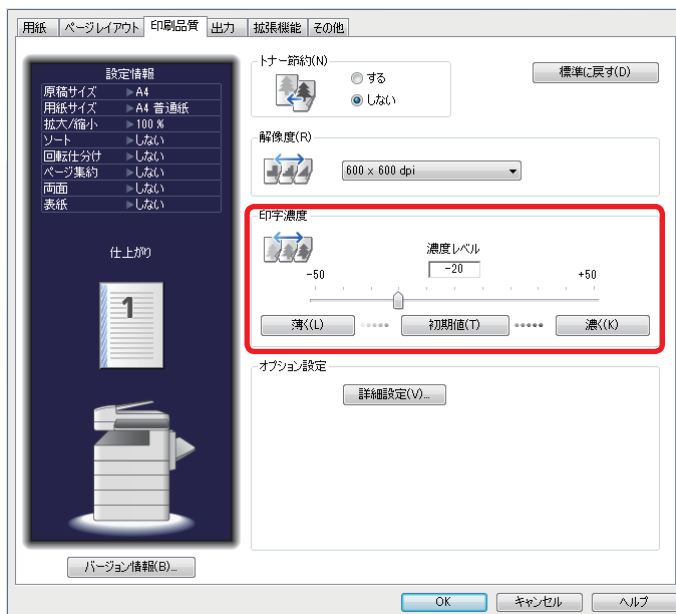 用紙 ページレイアウト 印刷品質 出力 拡張機能 その他
設定情報
原稿サイズ ▶A4
用紙サイズ ▶A4 普通紙
拡大/縮小 ▶100 %
ソート ▶しない
回転仕分け ▶しない
ページ集約 ▶しない
両面 ▶しない
表紙 ▶しない
仕上がり
1
バージョン情報(B)...
トナー節約(N)
する
しない
標準に戻す(D)
解像度(R)
600 x 600 dpi
印字濃度
濃度レベル
-50 -20 +50
薄く(L) 初期値(T) 濃く(K)
オプション設定
詳細設定(V)...
OK キャンセル ヘルプ